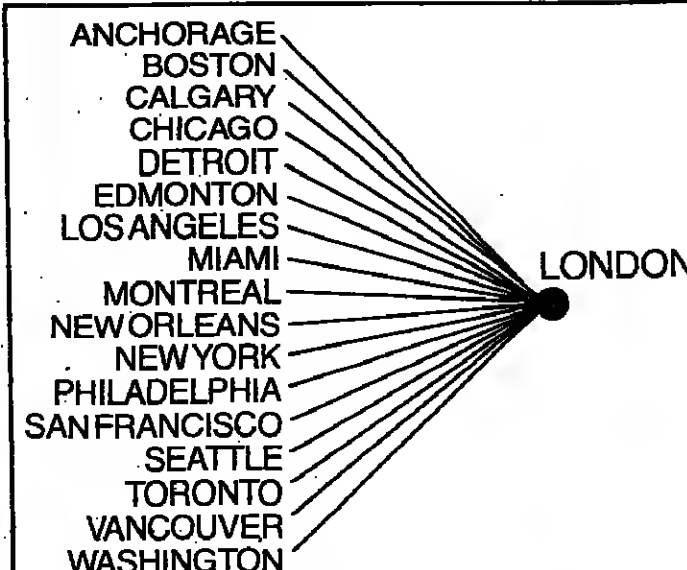 ANCHORAGE
BOSTON
CALGARY
CHICAGO
DETROIT
EDMONTON
LOS ANGELES
MIAMI
LONDON
MONTREAL
NEW ORLEANS
NEW YORK
PHILADELPHIA
SAN FRANCISCO
SEATTLE
TORONTO
VANCOUVER
WASHINGTON